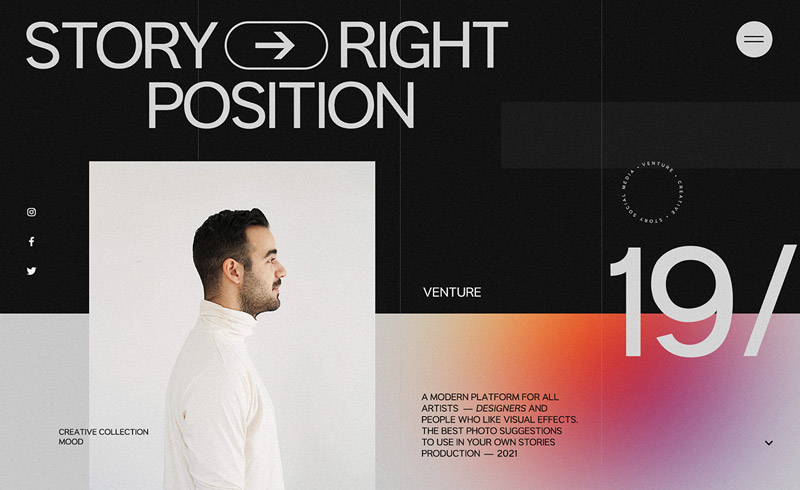 STORY → RIGHT
POSITION
VENTURE • CREATIVE • STORY SOCIAL MEDIA •
19/
VENTURE
A MODERN PLATFORM FOR ALL
ARTISTS — DESIGNERS AND
PEOPLE WHO LIKE VISUAL EFFECTS.
THE BEST PHOTO SUGGESTIONS
TO USE IN YOUR OWN STORIES
PRODUCTION — 2021
CREATIVE COLLECTION
MOOD